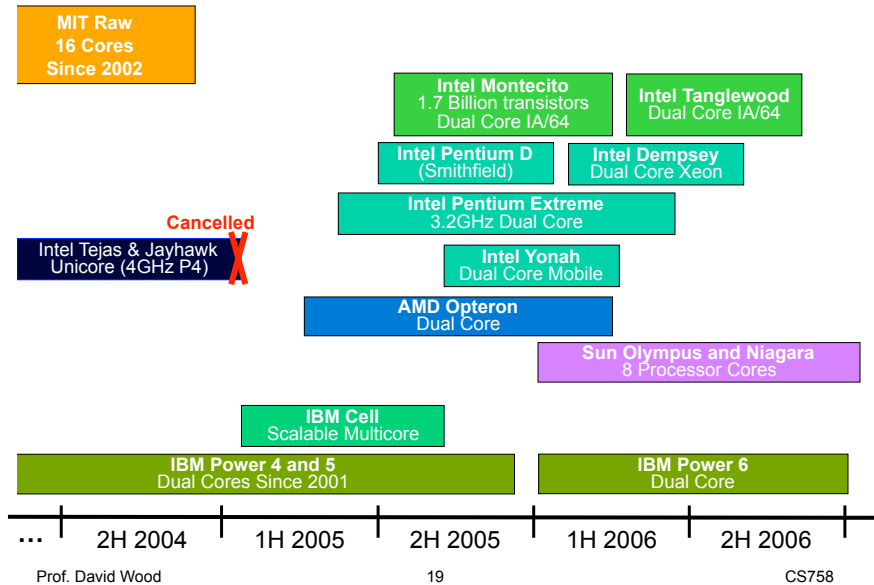 MIT Raw
16 Cores
Since 2002
Intel Montecito
1.7 Billion transistors
Dual Core IA/64
Intel Tanglewood
Dual Core IA/64
Intel Pentium D
(Smithfield)
Intel Dempsey
Dual Core Xeon
Intel Pentium Extreme
3.2GHz Dual Core
Cancelled
Intel Tejas & Jayhawk
Unicore (4GHz P4)
Intel Yonah
Dual Core Mobile
AMD Opteron
Dual Core
Sun Olympus and Niagara
8 Processor Cores
IBM Cell
Scalable Multicore
IBM Power 4 and 5
Dual Cores Since 2001
IBM Power 6
Dual Core
... 2H 2004 1H 2005 2H 2005 1H 2006 2H 2006
Prof. David Wood 19 CS758